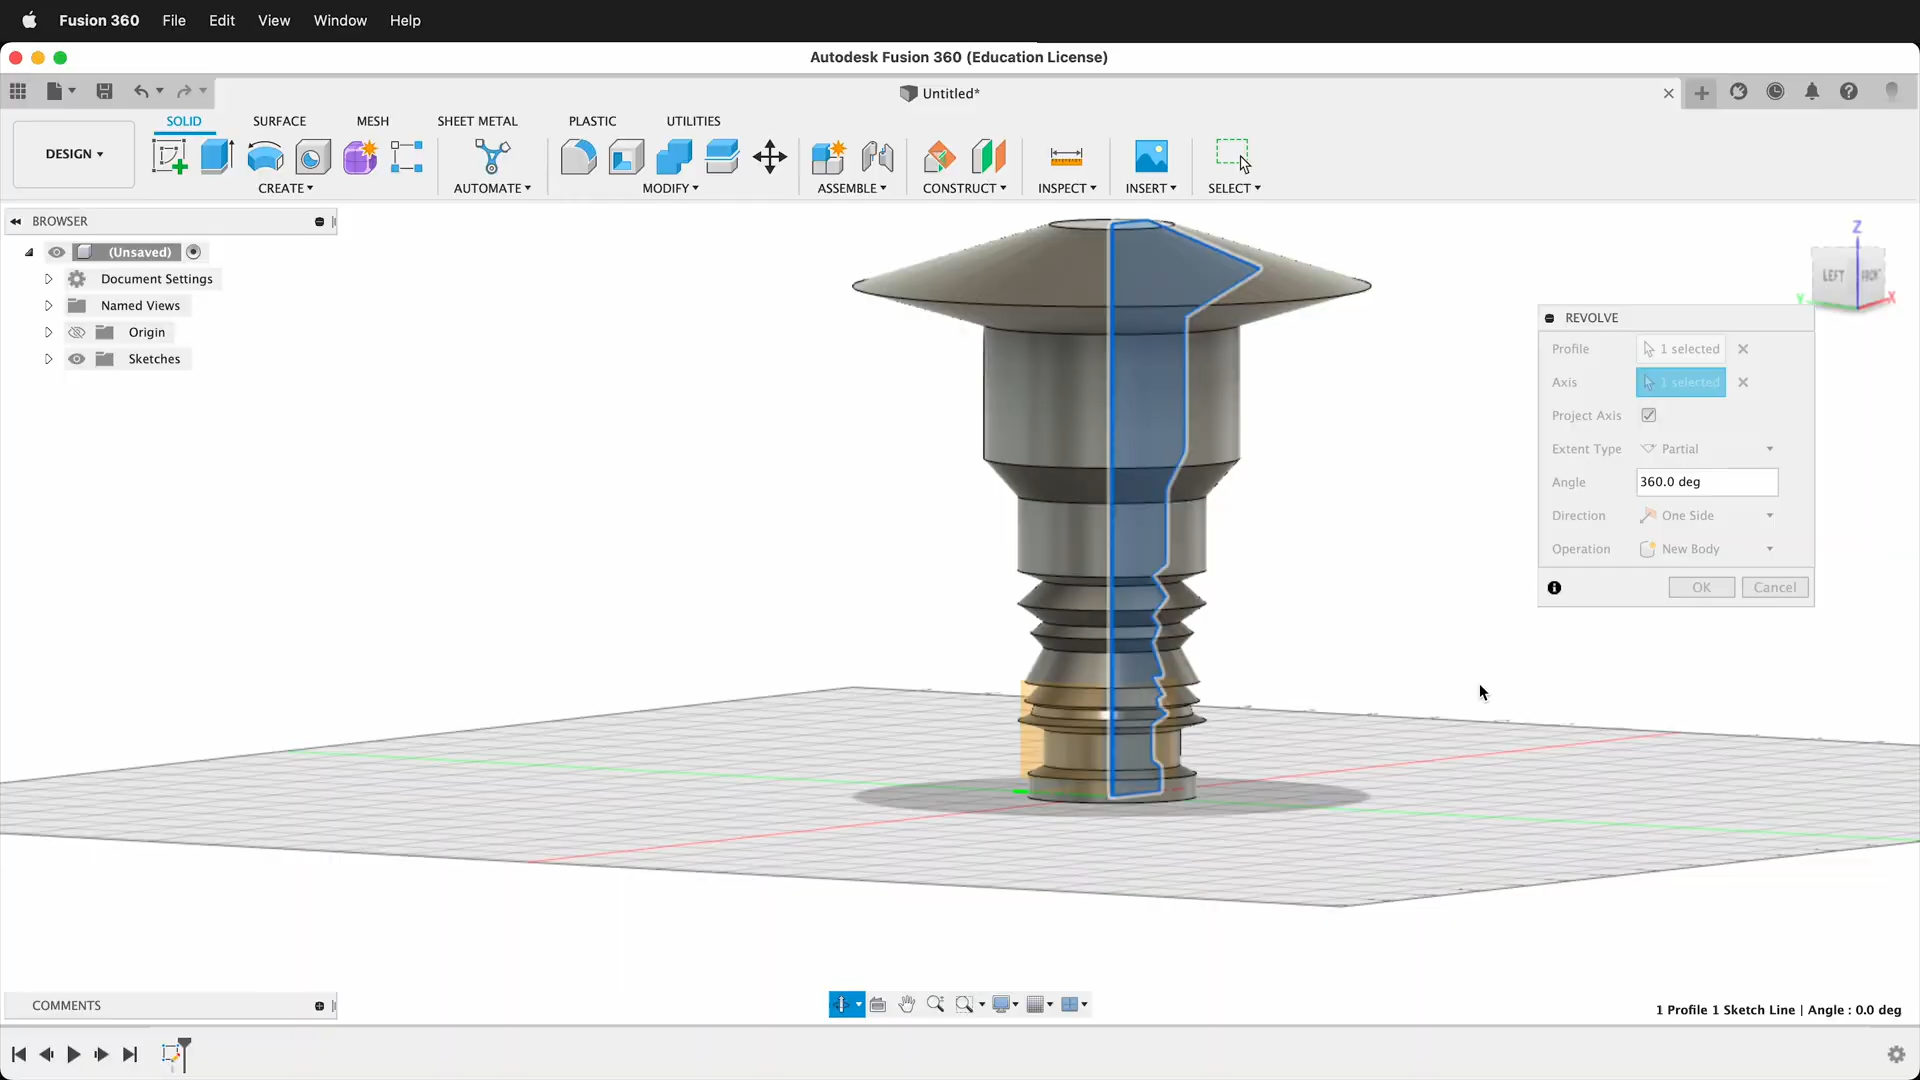 Fusion 360 File Edit View Window Help
Autodesk Fusion 360 (Education License)
Untitled*
SOLID SURFACE MESH SHEET METAL PLASTIC UTILITIES
DESIGN
CREATE AUTOMATE MODIFY ASSEMBLE CONSTRUCT INSPECT INSERT SELECT
BROWSER
(Unsaved)
Document Settings
Named Views
Origin
Sketches
Z
LEFT FRONT
Y X
REVOLVE
Profile 1 selected
Axis 1 selected
Project Axis
Extent Type Partial
Angle 360.0 deg
Direction One Side
Operation New Body
OK Cancel
COMMENTS
1 Profile 1 Sketch Line | Angle : 0.0 deg